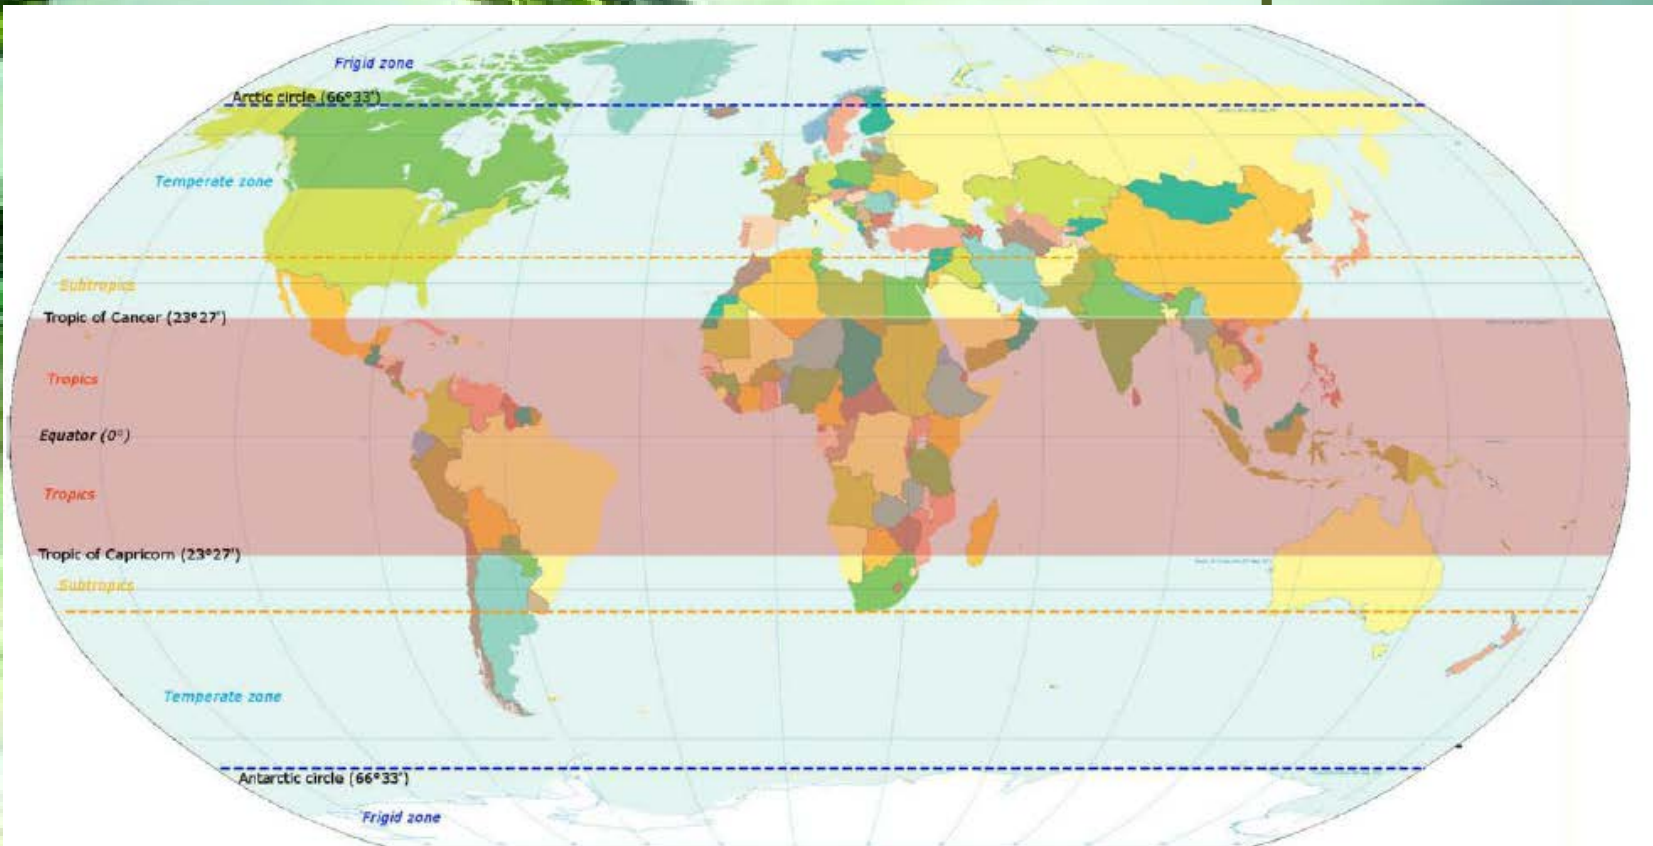 Frigid zone
Arctic circle (66°33')
Temperate zone
Subtropics
Tropic of Cancer (23°27')
Tropics
Equator (0°)
Tropics
Tropic of Capricorn (23°27')
Subtropics
Temperate zone
Antarctic circle (66°33')
Frigid zone